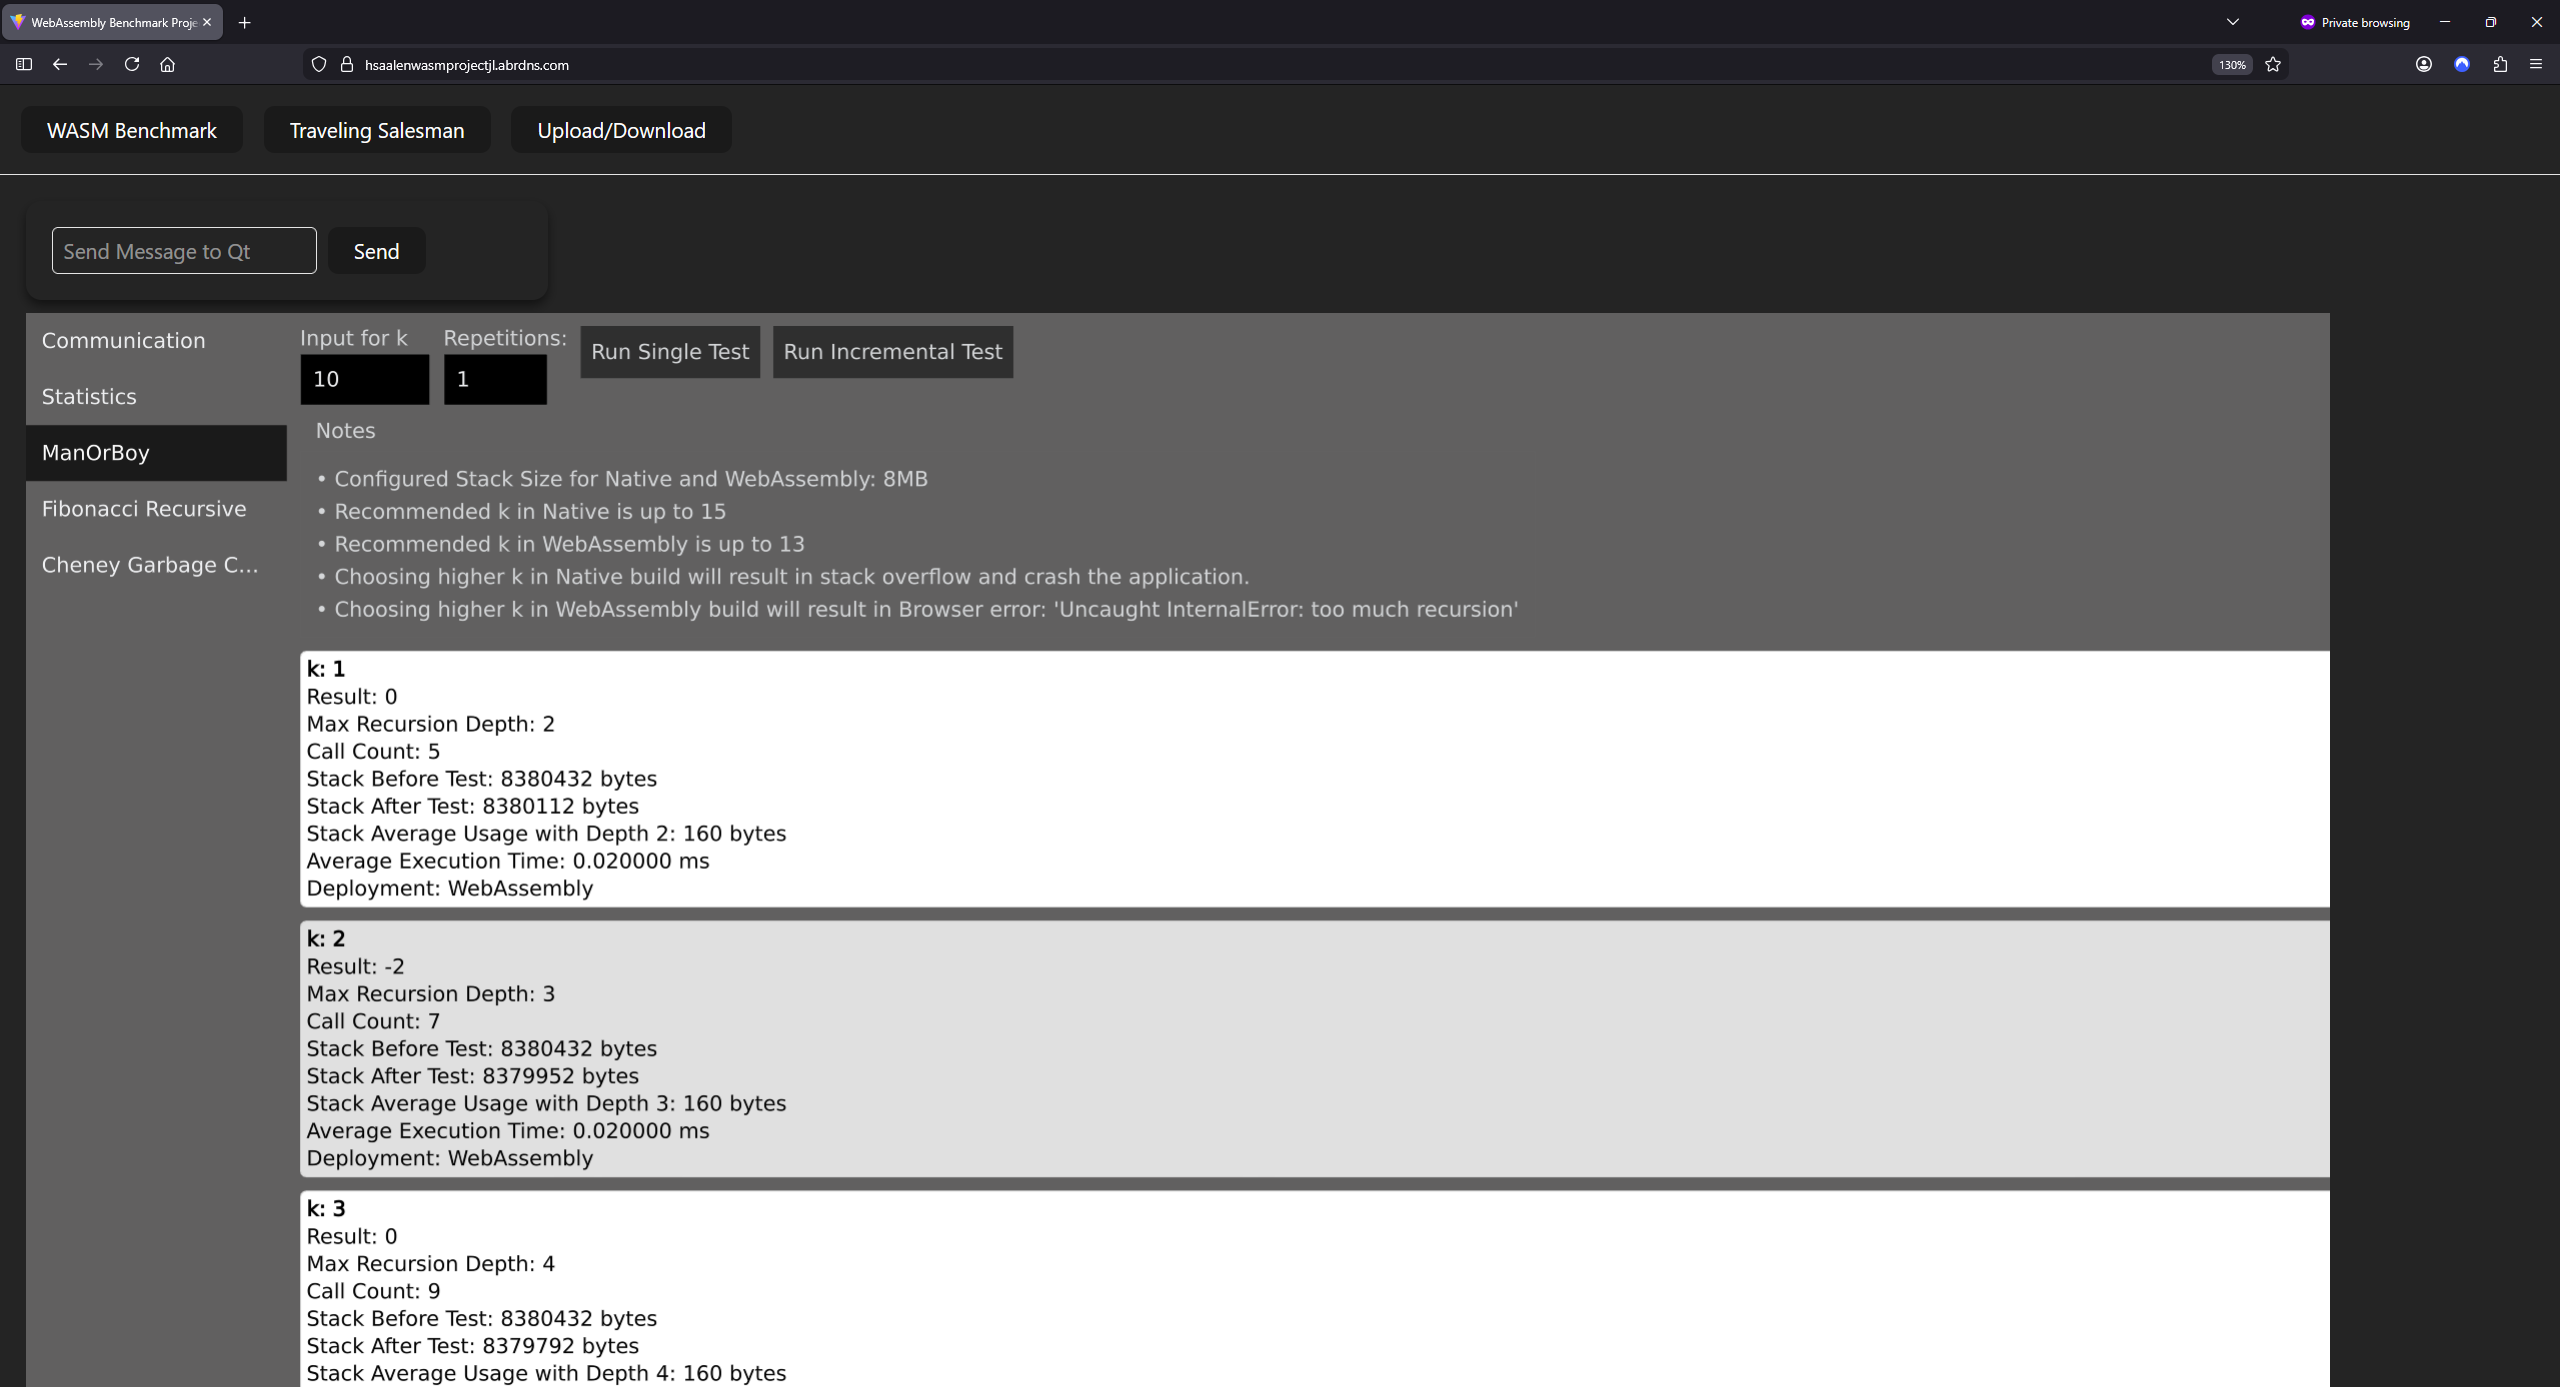 WebAssembly Benchmark Proje
Private browsing
hsaalenwasmprojectjl.abrdns.com
130%
WASM Benchmark
Traveling Salesman
Upload/Download
Send Message to Qt
Send
Communication
Statistics
ManOrBoy
Fibonacci Recursive
Cheney Garbage C...
Input for k
Repetitions:
10
1
Run Single Test
Run Incremental Test
Notes
• Configured Stack Size for Native and WebAssembly: 8MB
• Recommended k in Native is up to 15
• Recommended k in WebAssembly is up to 13
• Choosing higher k in Native build will result in stack overflow and crash the application.
• Choosing higher k in WebAssembly build will result in Browser error: 'Uncaught InternalError: too much recursion'
k: 1
Result: 0
Max Recursion Depth: 2
Call Count: 5
Stack Before Test: 8380432 bytes
Stack After Test: 8380112 bytes
Stack Average Usage with Depth 2: 160 bytes
Average Execution Time: 0.020000 ms
Deployment: WebAssembly
k: 2
Result: -2
Max Recursion Depth: 3
Call Count: 7
Stack Before Test: 8380432 bytes
Stack After Test: 8379952 bytes
Stack Average Usage with Depth 3: 160 bytes
Average Execution Time: 0.020000 ms
Deployment: WebAssembly
k: 3
Result: 0
Max Recursion Depth: 4
Call Count: 9
Stack Before Test: 8380432 bytes
Stack After Test: 8379792 bytes
Stack Average Usage with Depth 4: 160 bytes